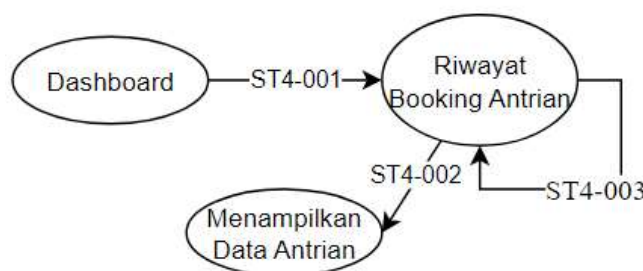 Dashboard
ST4-001
Riwayat
Booking Antrian
ST4-002
ST4-003
Menampilkan
Data Antrian